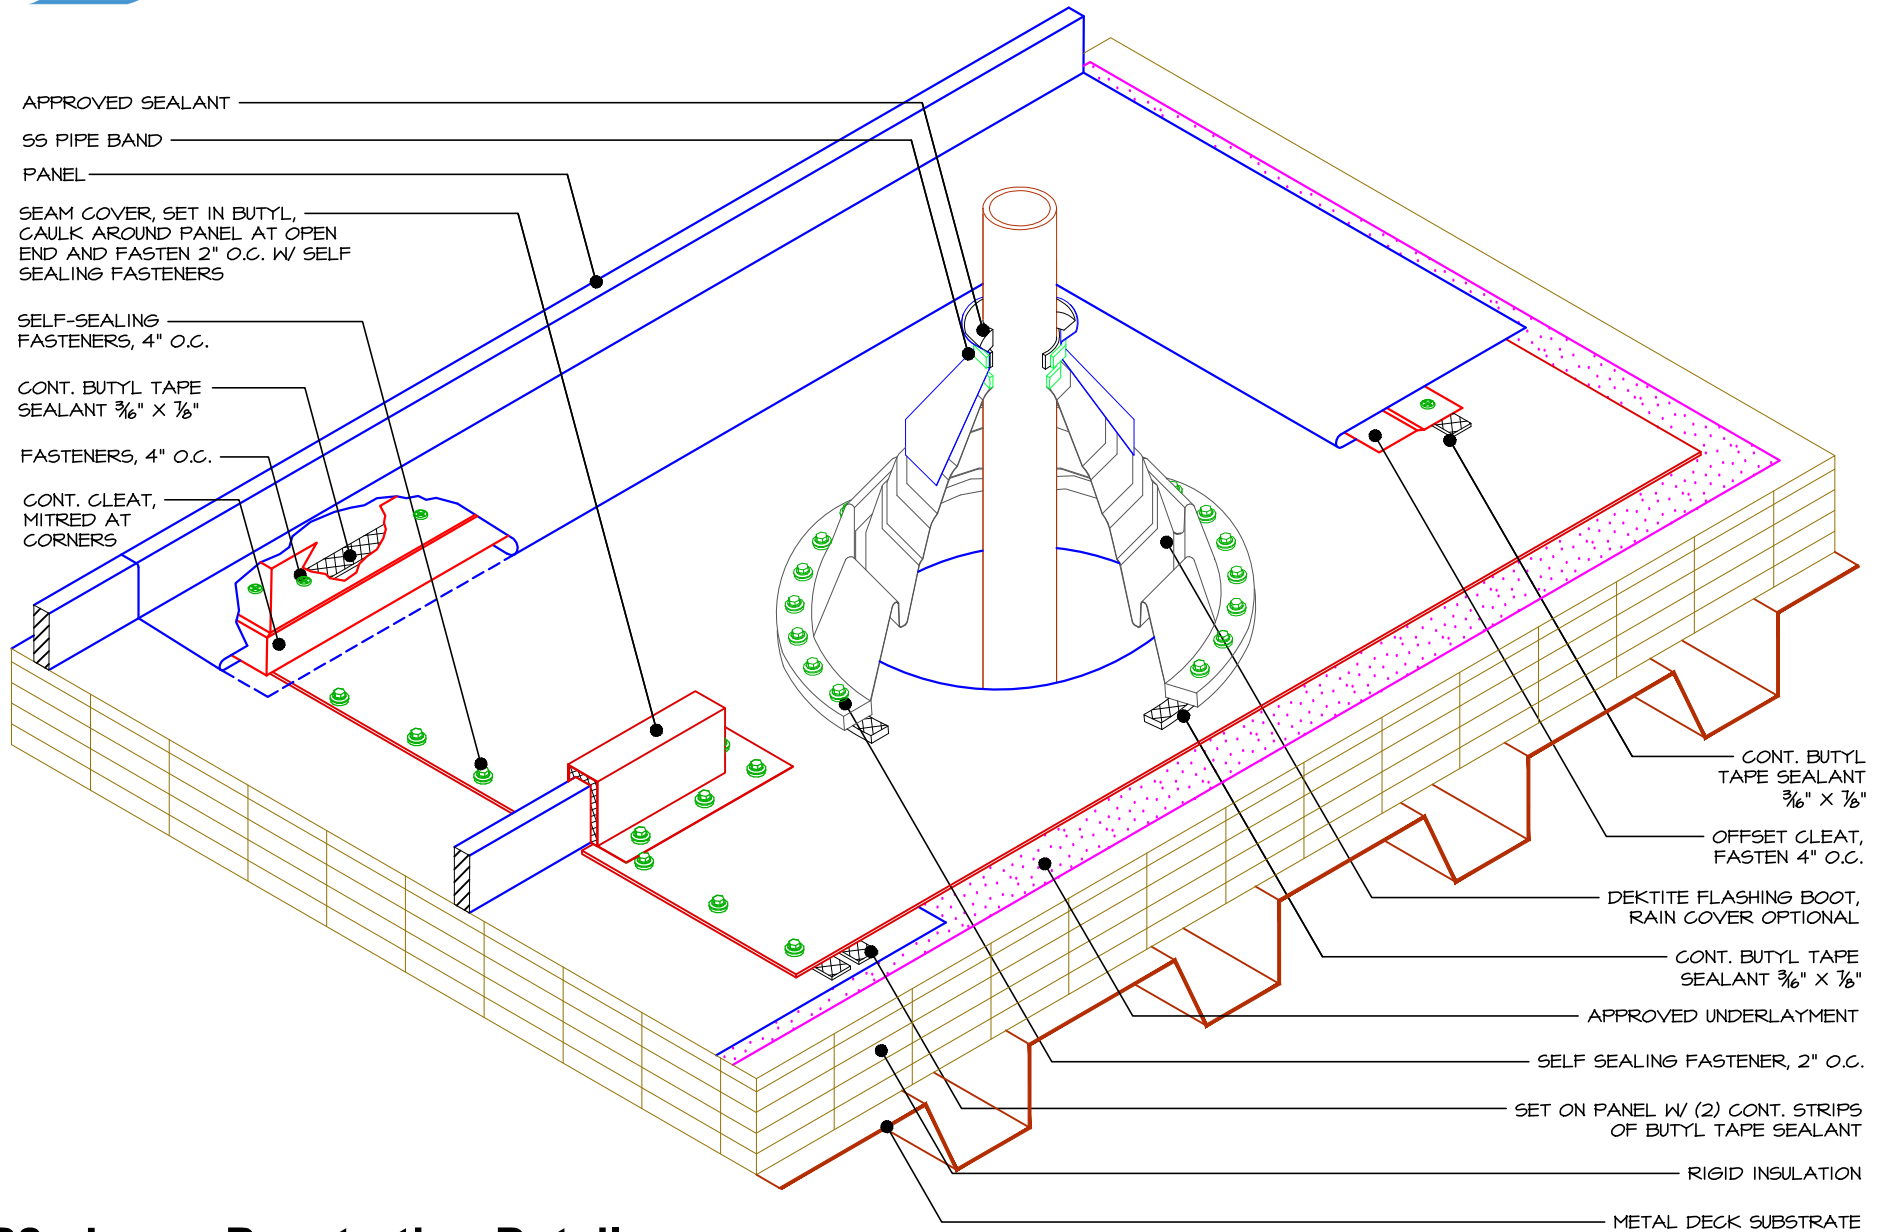 APPROVED SEALANT
SS PIPE BAND
PANEL
SEAM COVER, SET IN BUTYL,
CAULK AROUND PANEL AT OPEN
END AND FASTEN 2" O.C. W/ SELF
SEALING FASTENERS
SELF-SEALING
FASTENERS, 4" O.C.
CONT. BUTYL TAPE
SEALANT 3/16" X 7/8"
FASTENERS, 4" O.C.
CONT. CLEAT,
MITRED AT
CORNERS
CONT. BUTYL
TAPE SEALANT
3/16" X 7/8"
OFFSET CLEAT,
FASTEN 4" O.C.
DEKTITE FLASHING BOOT,
RAIN COVER OPTIONAL
CONT. BUTYL TAPE
SEALANT 3/16" X 7/8"
APPROVED UNDERLAYMENT
SELF SEALING FASTENER, 2" O.C.
SET ON PANEL W/ (2) CONT. STRIPS
OF BUTYL TAPE SEALANT
RIGID INSULATION
METAL DECK SUBSTRATE